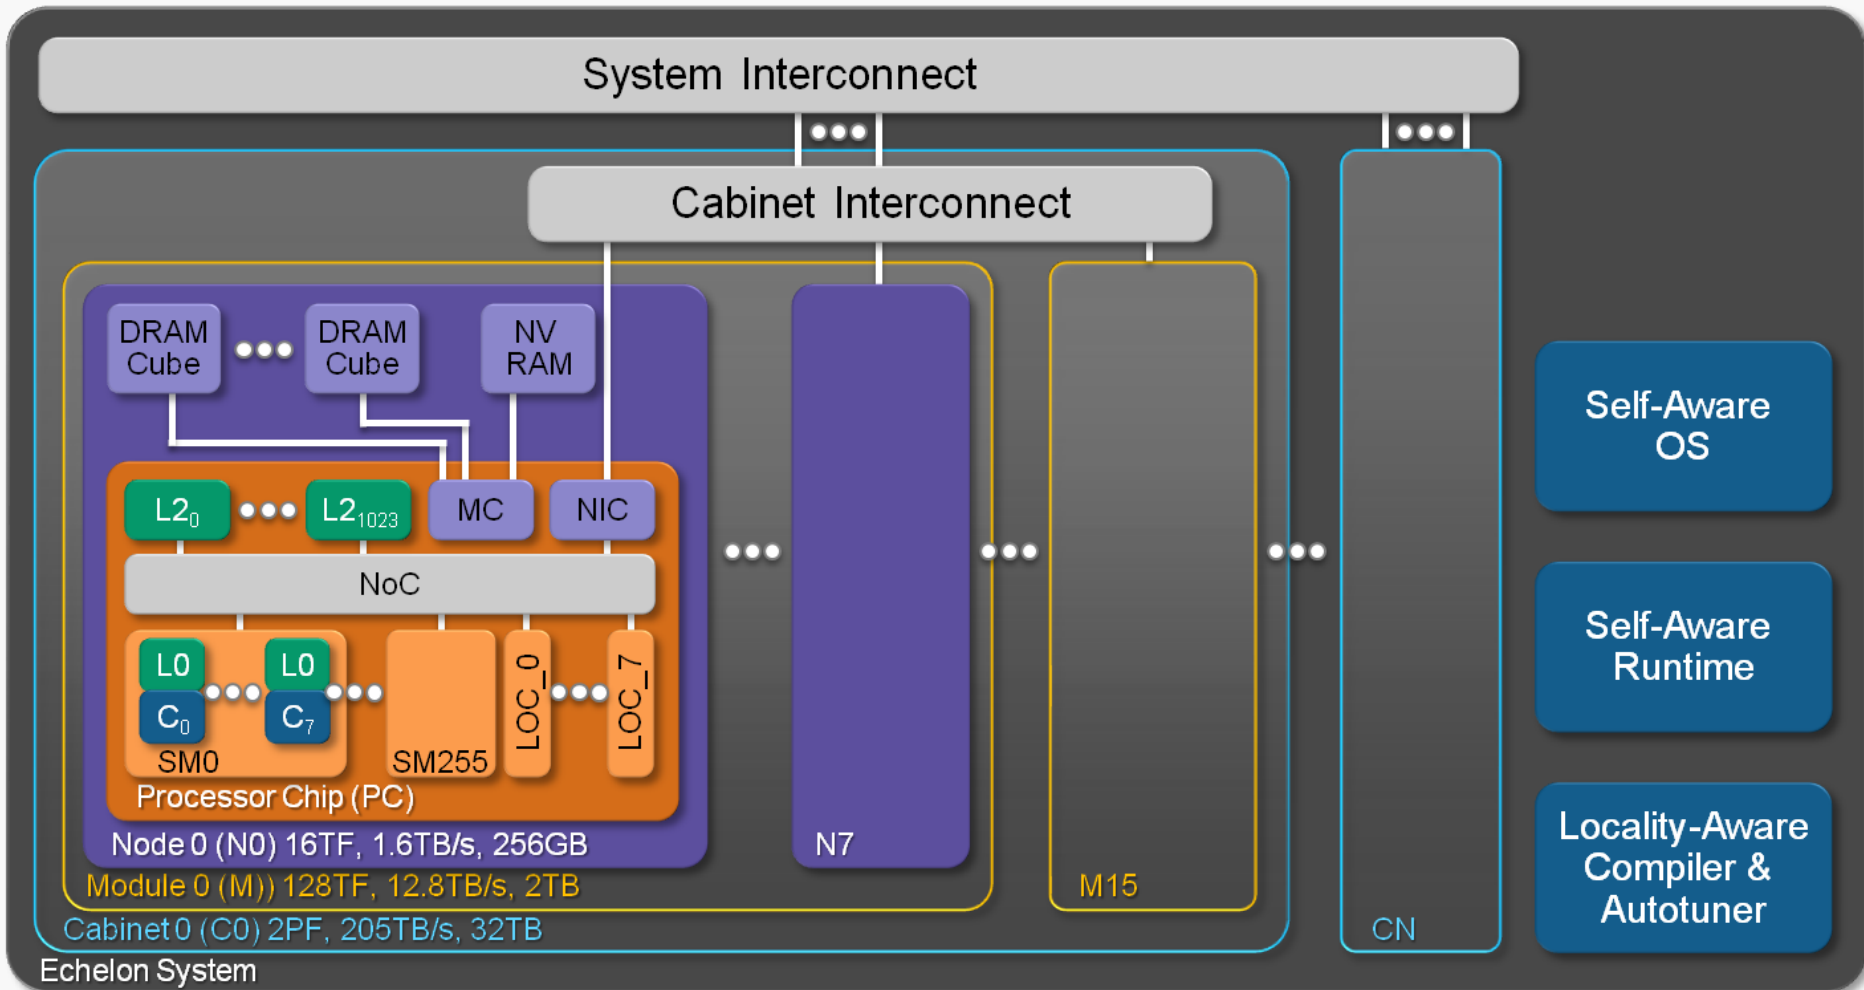 System Interconnect
Cabinet Interconnect
DRAM
Cube
DRAM
Cube
NV
RAM
L2₀
L2₁₀₂₃
MC
NIC
NoC
L0
C₀
L0
C₇
SM0
SM255
LOC_0
LOC_7
Processor Chip (PC)
Node 0 (N0) 16TF, 1.6TB/s, 256GB
N7
Module 0 (M)) 128TF, 12.8TB/s, 2TB
M15
Cabinet 0 (C0) 2PF, 205TB/s, 32TB
CN
Echelon System
Self-Aware
OS
Self-Aware
Runtime
Locality-Aware
Compiler &
Autotuner